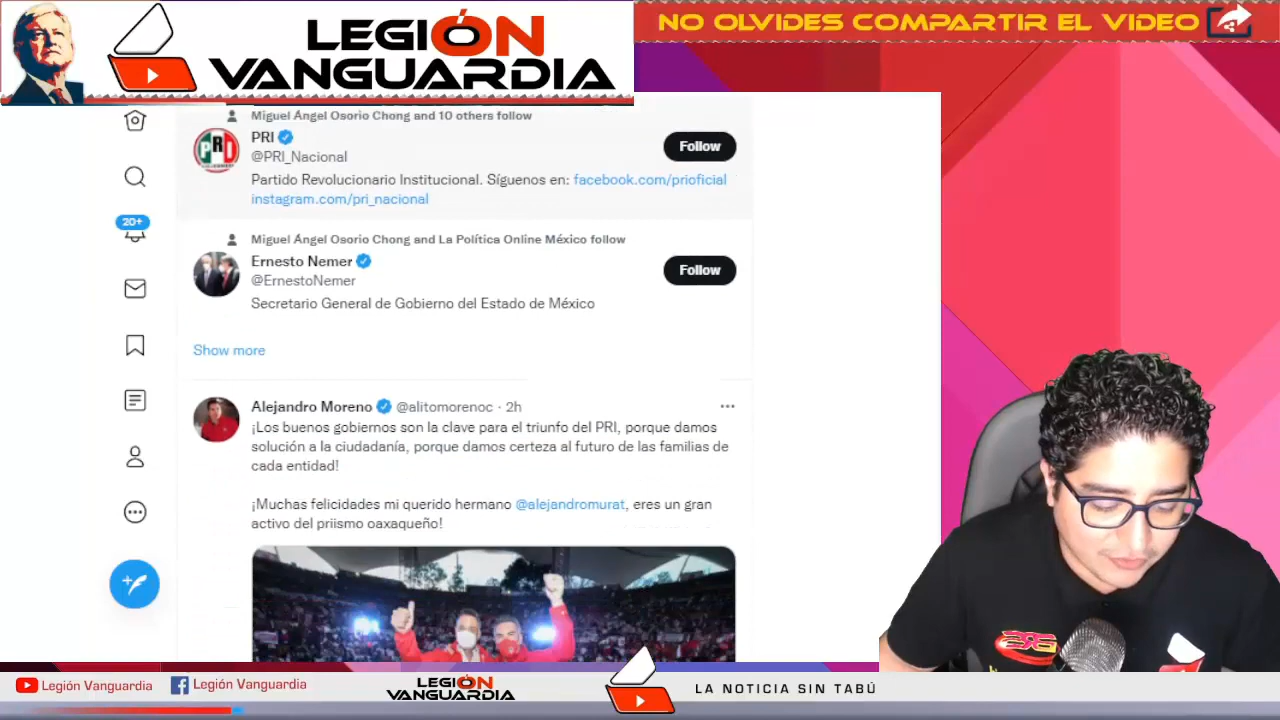 LEGIÓN
VANGUARDIA
NO OLVIDES COMPARTIR EL VIDEO
Miguel Ángel Osorio Chong and 10 others follow
PRI
@PRI_Nacional
Follow
Partido Revolucionario Institucional. Síguenos en: facebook.com/prioficial
instagram.com/pri_nacional
20+
Miguel Ángel Osorio Chong and La Política Online México follow
Ernesto Nemer
@ErnestoNemer
Follow
Secretario General de Gobierno del Estado de México
Show more
Alejandro Moreno @alitomorenoc · 2h
¡Los buenos gobiernos son la clave para el triunfo del PRI, porque damos
solución a la ciudadanía, porque damos certeza al futuro de las familias de
cada entidad!
¡Muchas felicidades mi querido hermano @alejandromurat, eres un gran
activo del priismo oaxaqueño!
Legión Vanguardia
Legión Vanguardia
LEGIÓN
VANGUARDIA
LA NOTICIA SIN TABÚ
PRI